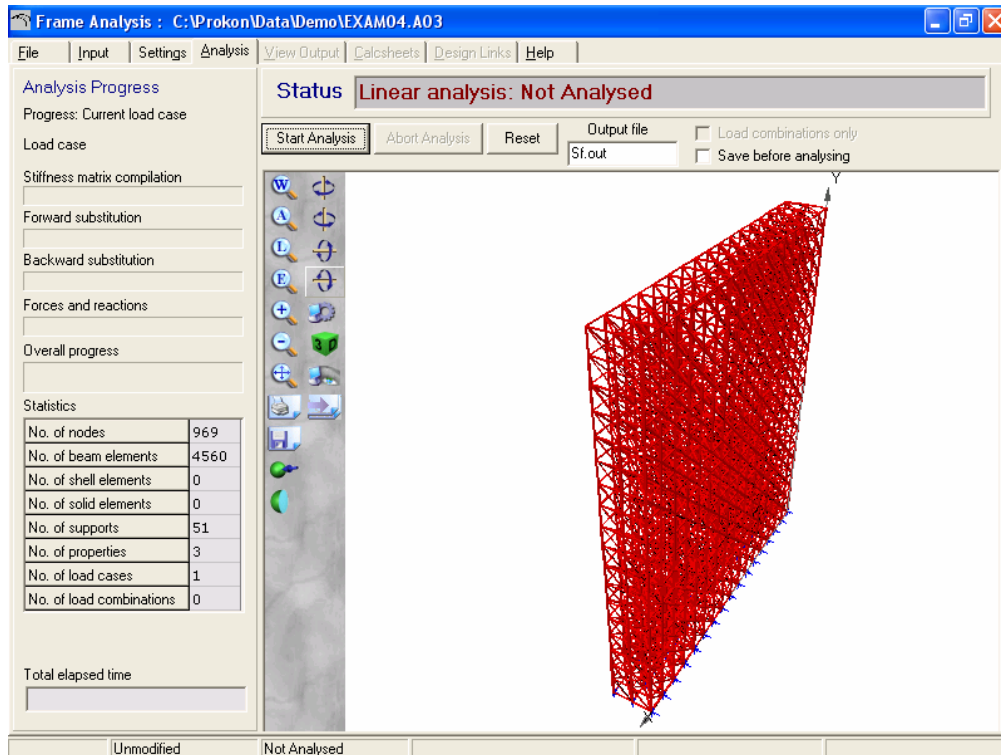 Frame Analysis : C:\Prokon\Data\Demo\EXAM04.A03
File Input Settings Analysis View Output Calcsheets Design Links Help
Analysis Progress
Progress: Current load case
Load case
Stiffness matrix compilation
Forward substitution
Backward substitution
Forces and reactions
Overall progress
Statistics
No. of nodes 969
No. of beam elements 4560
No. of shell elements 0
No. of solid elements 0
No. of supports 51
No. of properties 3
No. of load cases 1
No. of load combinations 0
Total elapsed time
Status Linear analysis: Not Analysed
Start Analysis Abort Analysis Reset Output file Load combinations only
Sf.out Save before analysing
W
A
L
E
3D
Y
X
Unmodified Not Analysed